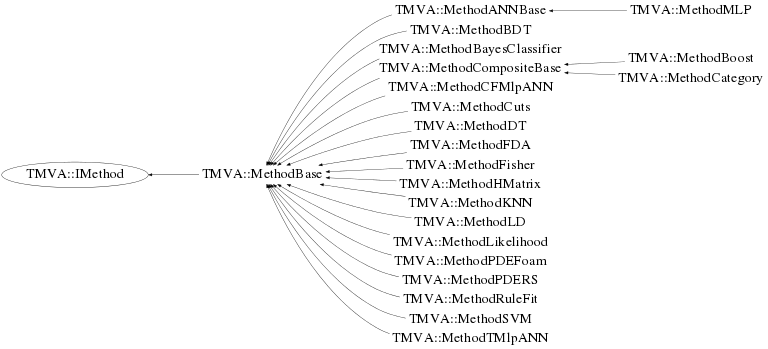 TMVA::MethodANNBase
TMVA::MethodMLP
TMVA::MethodBDT
TMVA::MethodBayesClassifier
TMVA::MethodCompositeBase
TMVA::MethodBoost
TMVA::MethodCategory
TMVA::MethodCFMlpANN
TMVA::MethodCuts
TMVA::MethodDT
TMVA::MethodFDA
TMVA::MethodFisher
TMVA::IMethod
TMVA::MethodBase
TMVA::MethodHMatrix
TMVA::MethodKNN
TMVA::MethodLD
TMVA::MethodLikelihood
TMVA::MethodPDEFoam
TMVA::MethodPDERS
TMVA::MethodRuleFit
TMVA::MethodSVM
TMVA::MethodTMlpANN